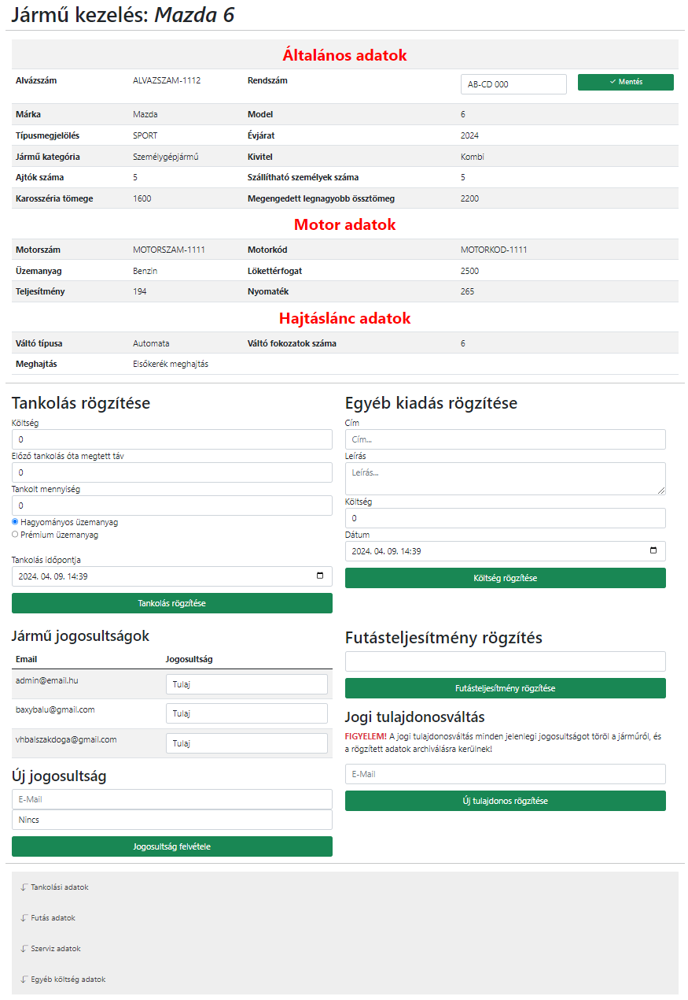 Jármű kezelés: Mazda 6
Általános adatok
Alvázszám ALVAZSZAM-1112 Rendszám AB-CD 000 Mentés
Márka Mazda Model 6
Típusmegjelölés SPORT Évjárat 2024
Jármű kategória Személygépjármű Kivitel Kombi
Ajtók száma 5 Szállítható személyek száma 5
Karosszéria tömege 1600 Megengedett legnagyobb össztömeg 2200
Motor adatok
Motorszám MOTORSZAM-1111 Motorkód MOTORKOD-1111
Üzemanyag Benzin Lökettérfogat 2500
Teljesítmény 194 Nyomaték 265
Hajtáslánc adatok
Váltó típusa Automata Váltó fokozatok száma 6
Meghajtás Elsőkerék meghajtás
Tankolás rögzítése
Költség
0
Előző tankolás óta megtett táv
0
Tankolt mennyiség
0
Hagyományos üzemanyag
Prémium üzemanyag
Tankolás időpontja
2024. 04. 09. 14:39
Tankolás rögzítése
Egyéb kiadás rögzítése
Cím
Cím...
Leírás
Leírás...
Költség
0
Dátum
2024. 04. 09. 14:39
Költség rögzítése
Jármű jogosultságok
Email Jogosultság
admin@email.hu Tulaj
baxybalu@gmail.com Tulaj
vhbalszakdoga@gmail.com Tulaj
Új jogosultság
E-Mail
Nincs
Jogosultság felvétele
Futásteljesítmény rögzítés
Futásteljesítmény rögzítése
Jogi tulajdonosváltás
FIGYELEM! A jogi tulajdonosváltás minden jelenlegi jogosultságot töröl a járműről, és
a rögzített adatok archiválásra kerülnek!
E-Mail
Új tulajdonos rögzítése
Tankolási adatok
Futás adatok
Szerviz adatok
Egyéb költség adatok